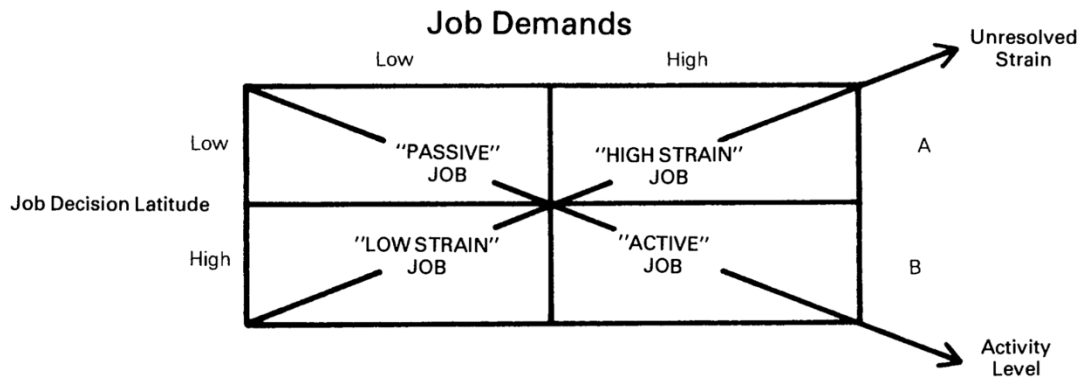 Job Demands
Low
High
Unresolved
Strain
Low
"PASSIVE"
JOB
"HIGH STRAIN"
JOB
A
Job Decision Latitude
High
"LOW STRAIN"
JOB
"ACTIVE"
JOB
B
Activity
Level